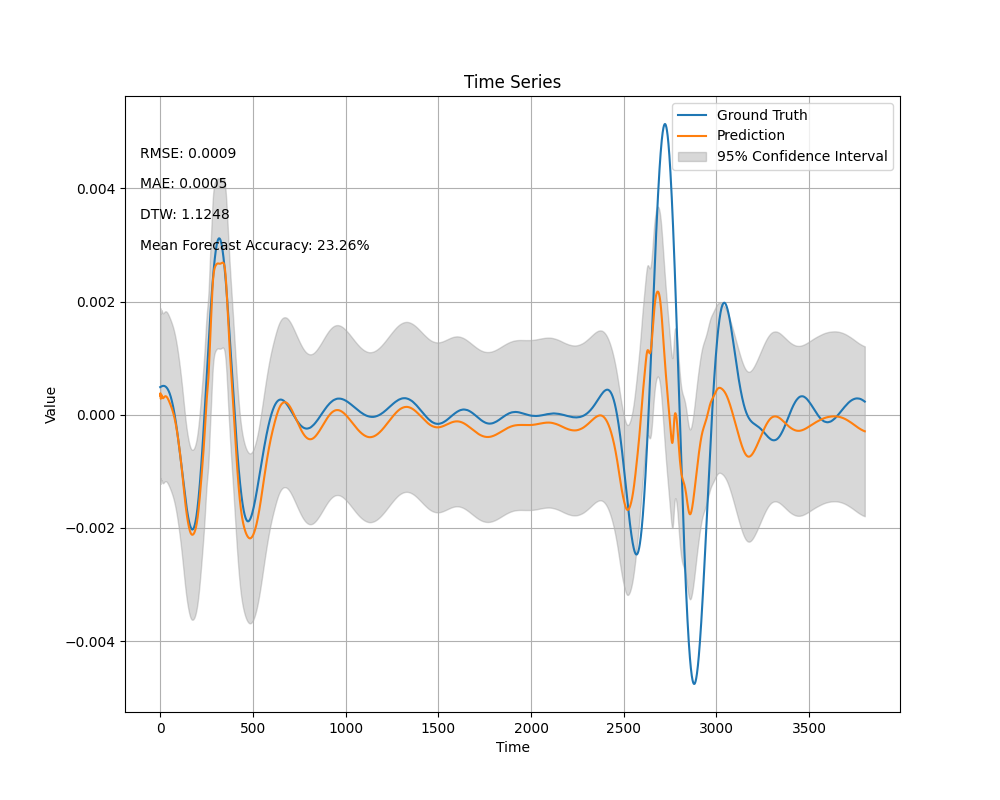 Time Series
Ground Truth
Prediction
95% Confidence Interval
RMSE: 0.0009
MAE: 0.0005
DTW: 1.1248
Mean Forecast Accuracy: 23.26%
Value
0.004
0.002
0.000
−0.002
−0.004
0
500
1000
1500
2000
2500
3000
3500
Time